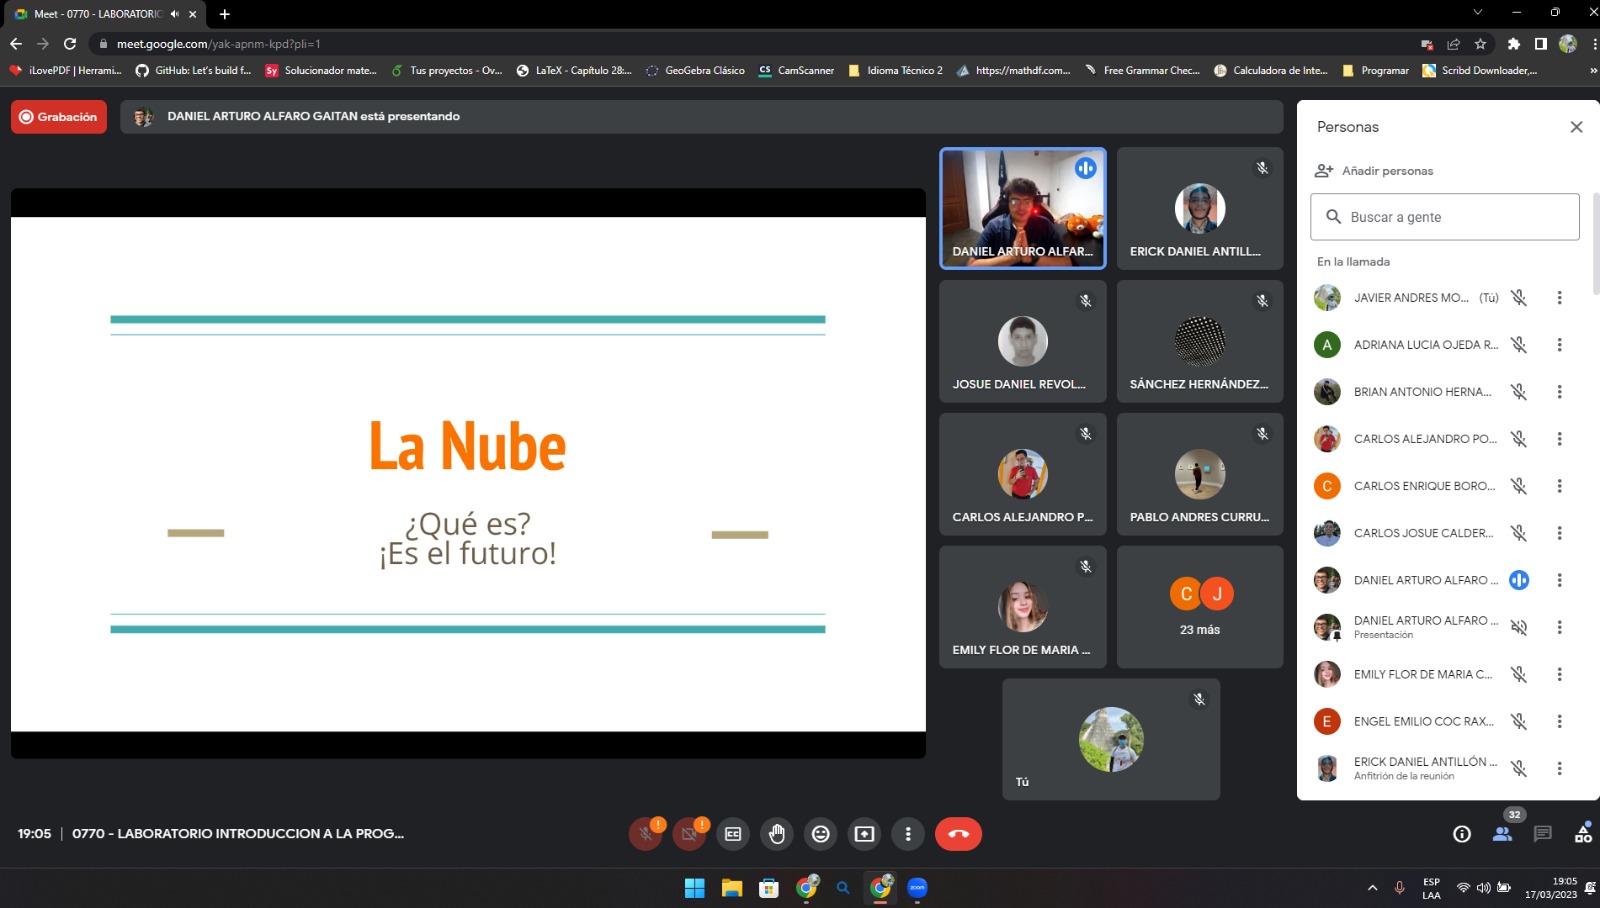 Meet - 0770 - LABORATORIO
meet.google.com/yak-apnm-kpd?pli=1
iLovePDF | Herrami...
GitHub: Let's build f...
Sy Solucionador mate...
Tus proyectos - Ov...
LaTeX - Capítulo 28:...
GeoGebra Clásico
CS CamScanner
Idioma Técnico 2
https://mathdf.com...
Free Grammar Chec...
Calculadora de Inte...
Programar
Scribd Downloader,...
»
Grabación
DANIEL ARTURO ALFARO GAITAN está presentando
La Nube
¿Qué es?
¡Es el futuro!
DANIEL ARTURO ALFAR...
ERICK DANIEL ANTILL...
JOSUE DANIEL REVOL...
SÁNCHEZ HERNÁNDEZ...
CARLOS ALEJANDRO P...
PABLO ANDRES CURRU...
EMILY FLOR DE MARIA ...
C J
23 más
Tú
Personas
Añadir personas
Buscar a gente
En la llamada
JAVIER ANDRES MO... (Tú)
A ADRIANA LUCIA OJEDA R...
BRIAN ANTONIO HERNA...
CARLOS ALEJANDRO PO...
C CARLOS ENRIQUE BORO...
CARLOS JOSUE CALDER...
DANIEL ARTURO ALFARO ...
DANIEL ARTURO ALFARO ...
Presentación
EMILY FLOR DE MARIA C...
E ENGEL EMILIO COC RAX...
ERICK DANIEL ANTILLÓN ...
Anfitrión de la reunión
19:05 | 0770 - LABORATORIO INTRODUCCION A LA PROG...
32
zoom
ESP
LAA
19:05
17/03/2023